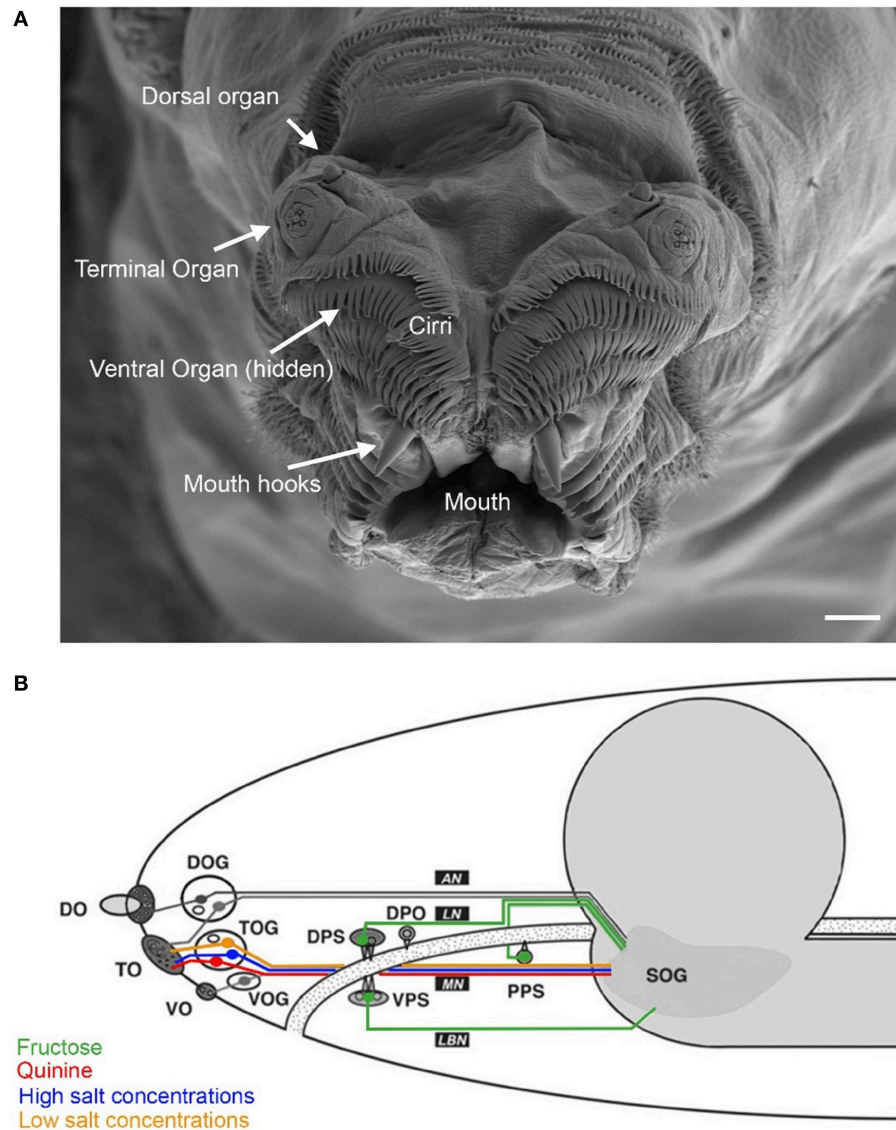 A
Dorsal organ
Terminal Organ
Cirri
Ventral Organ (hidden)
Mouth hooks
Mouth
B
DOG
AN
DO
LN
DPO
TOG
DPS
TO
SOG
VOG
MN
PPS
VO
VPS
LBN
Fructose
Quinine
High salt concentrations
Low salt concentrations